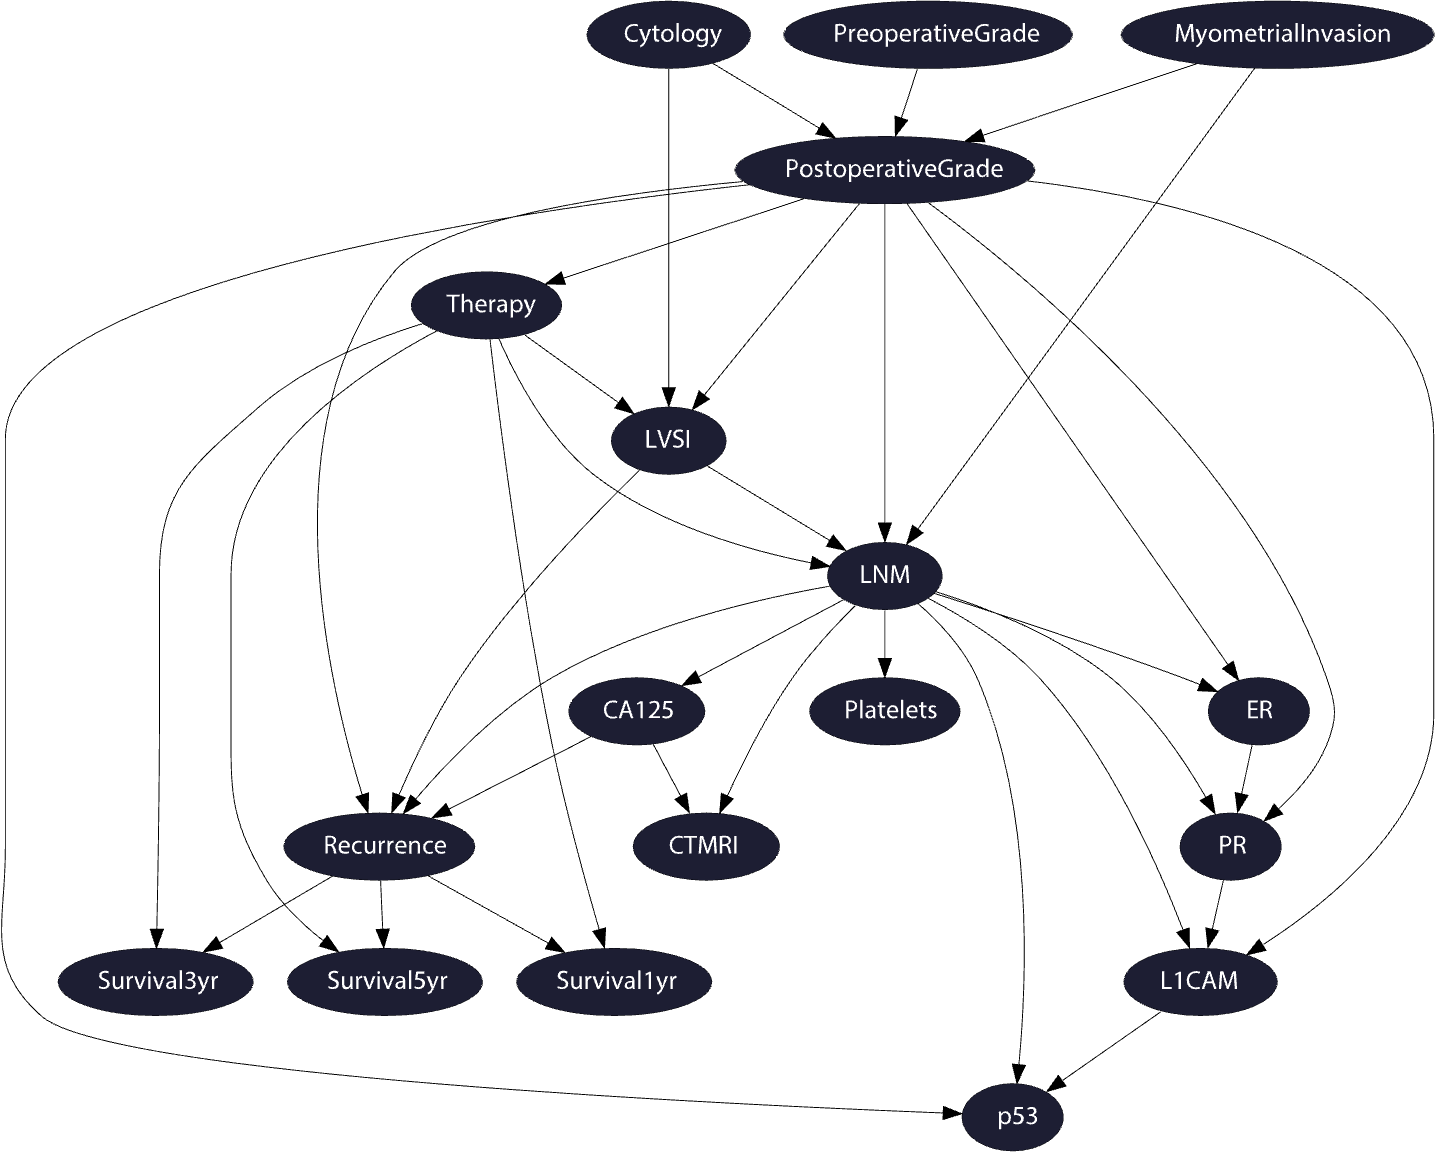 Cytology
PreoperativeGrade
MyometrialInvasion
PostoperativeGrade
Therapy
LVSI
LNM
CA125
Platelets
ER
Recurrence
CTMRI
PR
Survival3yr
Survival5yr
Survival1yr
L1CAM
p53